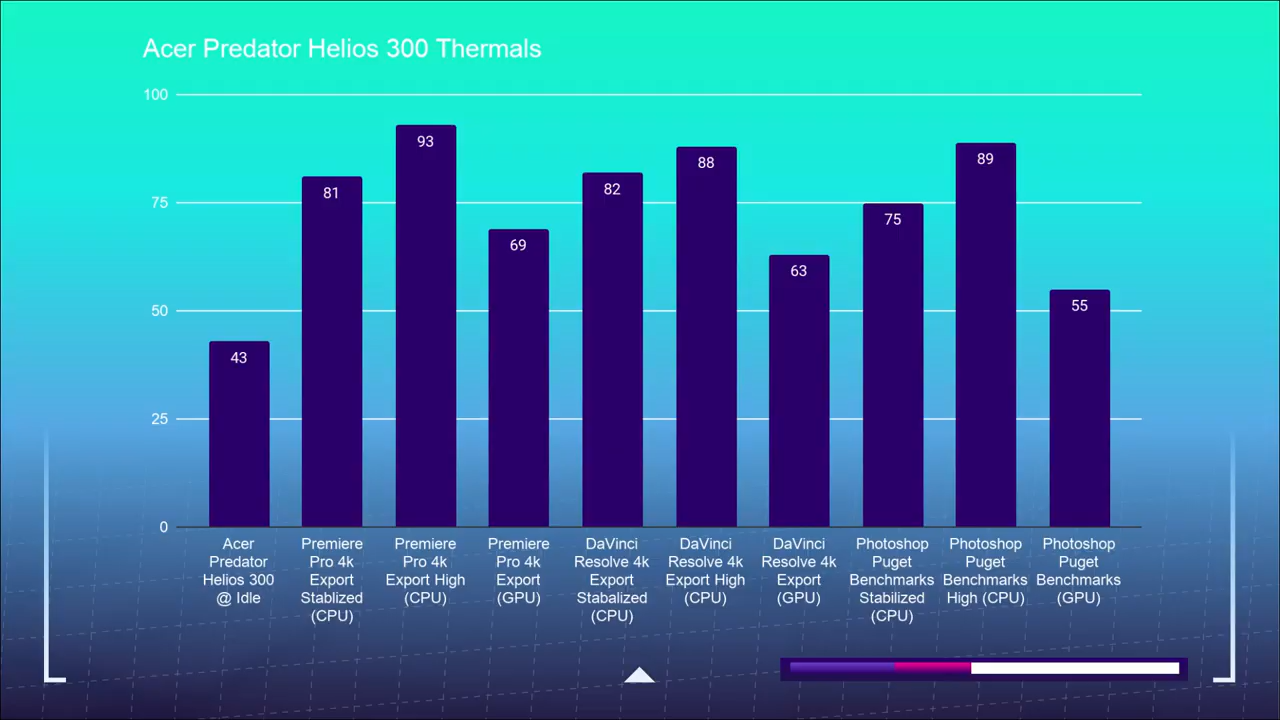 Acer Predator Helios 300 Thermals
100
75
50
25
0
43
81
93
69
82
88
63
75
89
55
Acer
Predator
Helios 300
@ Idle
Premiere
Pro 4k
Export
Stablized
(CPU)
Premiere
Pro 4k
Export High
(CPU)
Premiere
Pro 4k
Export
(GPU)
DaVinci
Resolve 4k
Export
Stabalized
(CPU)
DaVinci
Resolve 4k
Export High
(CPU)
DaVinci
Resolve 4k
Export
(GPU)
Photoshop
Puget
Benchmarks
Stabilized
(CPU)
Photoshop
Puget
Benchmarks
High (CPU)
Photoshop
Puget
Benchmarks
(GPU)